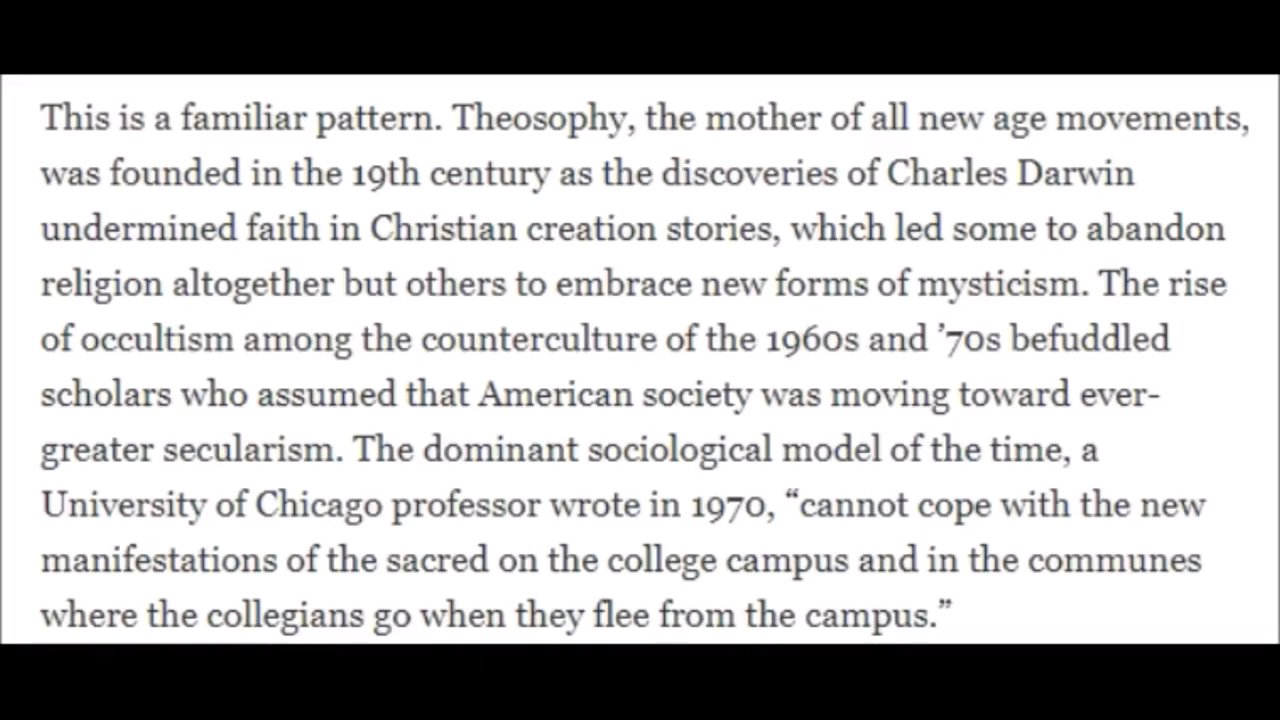 This is a familiar pattern. Theosophy, the mother of all new age movements,
was founded in the 19th century as the discoveries of Charles Darwin
undermined faith in Christian creation stories, which led some to abandon
religion altogether but others to embrace new forms of mysticism. The rise
of occultism among the counterculture of the 1960s and ’70s befuddled
scholars who assumed that American society was moving toward ever-
greater secularism. The dominant sociological model of the time, a
University of Chicago professor wrote in 1970, “cannot cope with the new
manifestations of the sacred on the college campus and in the communes
where the collegians go when they flee from the campus.”